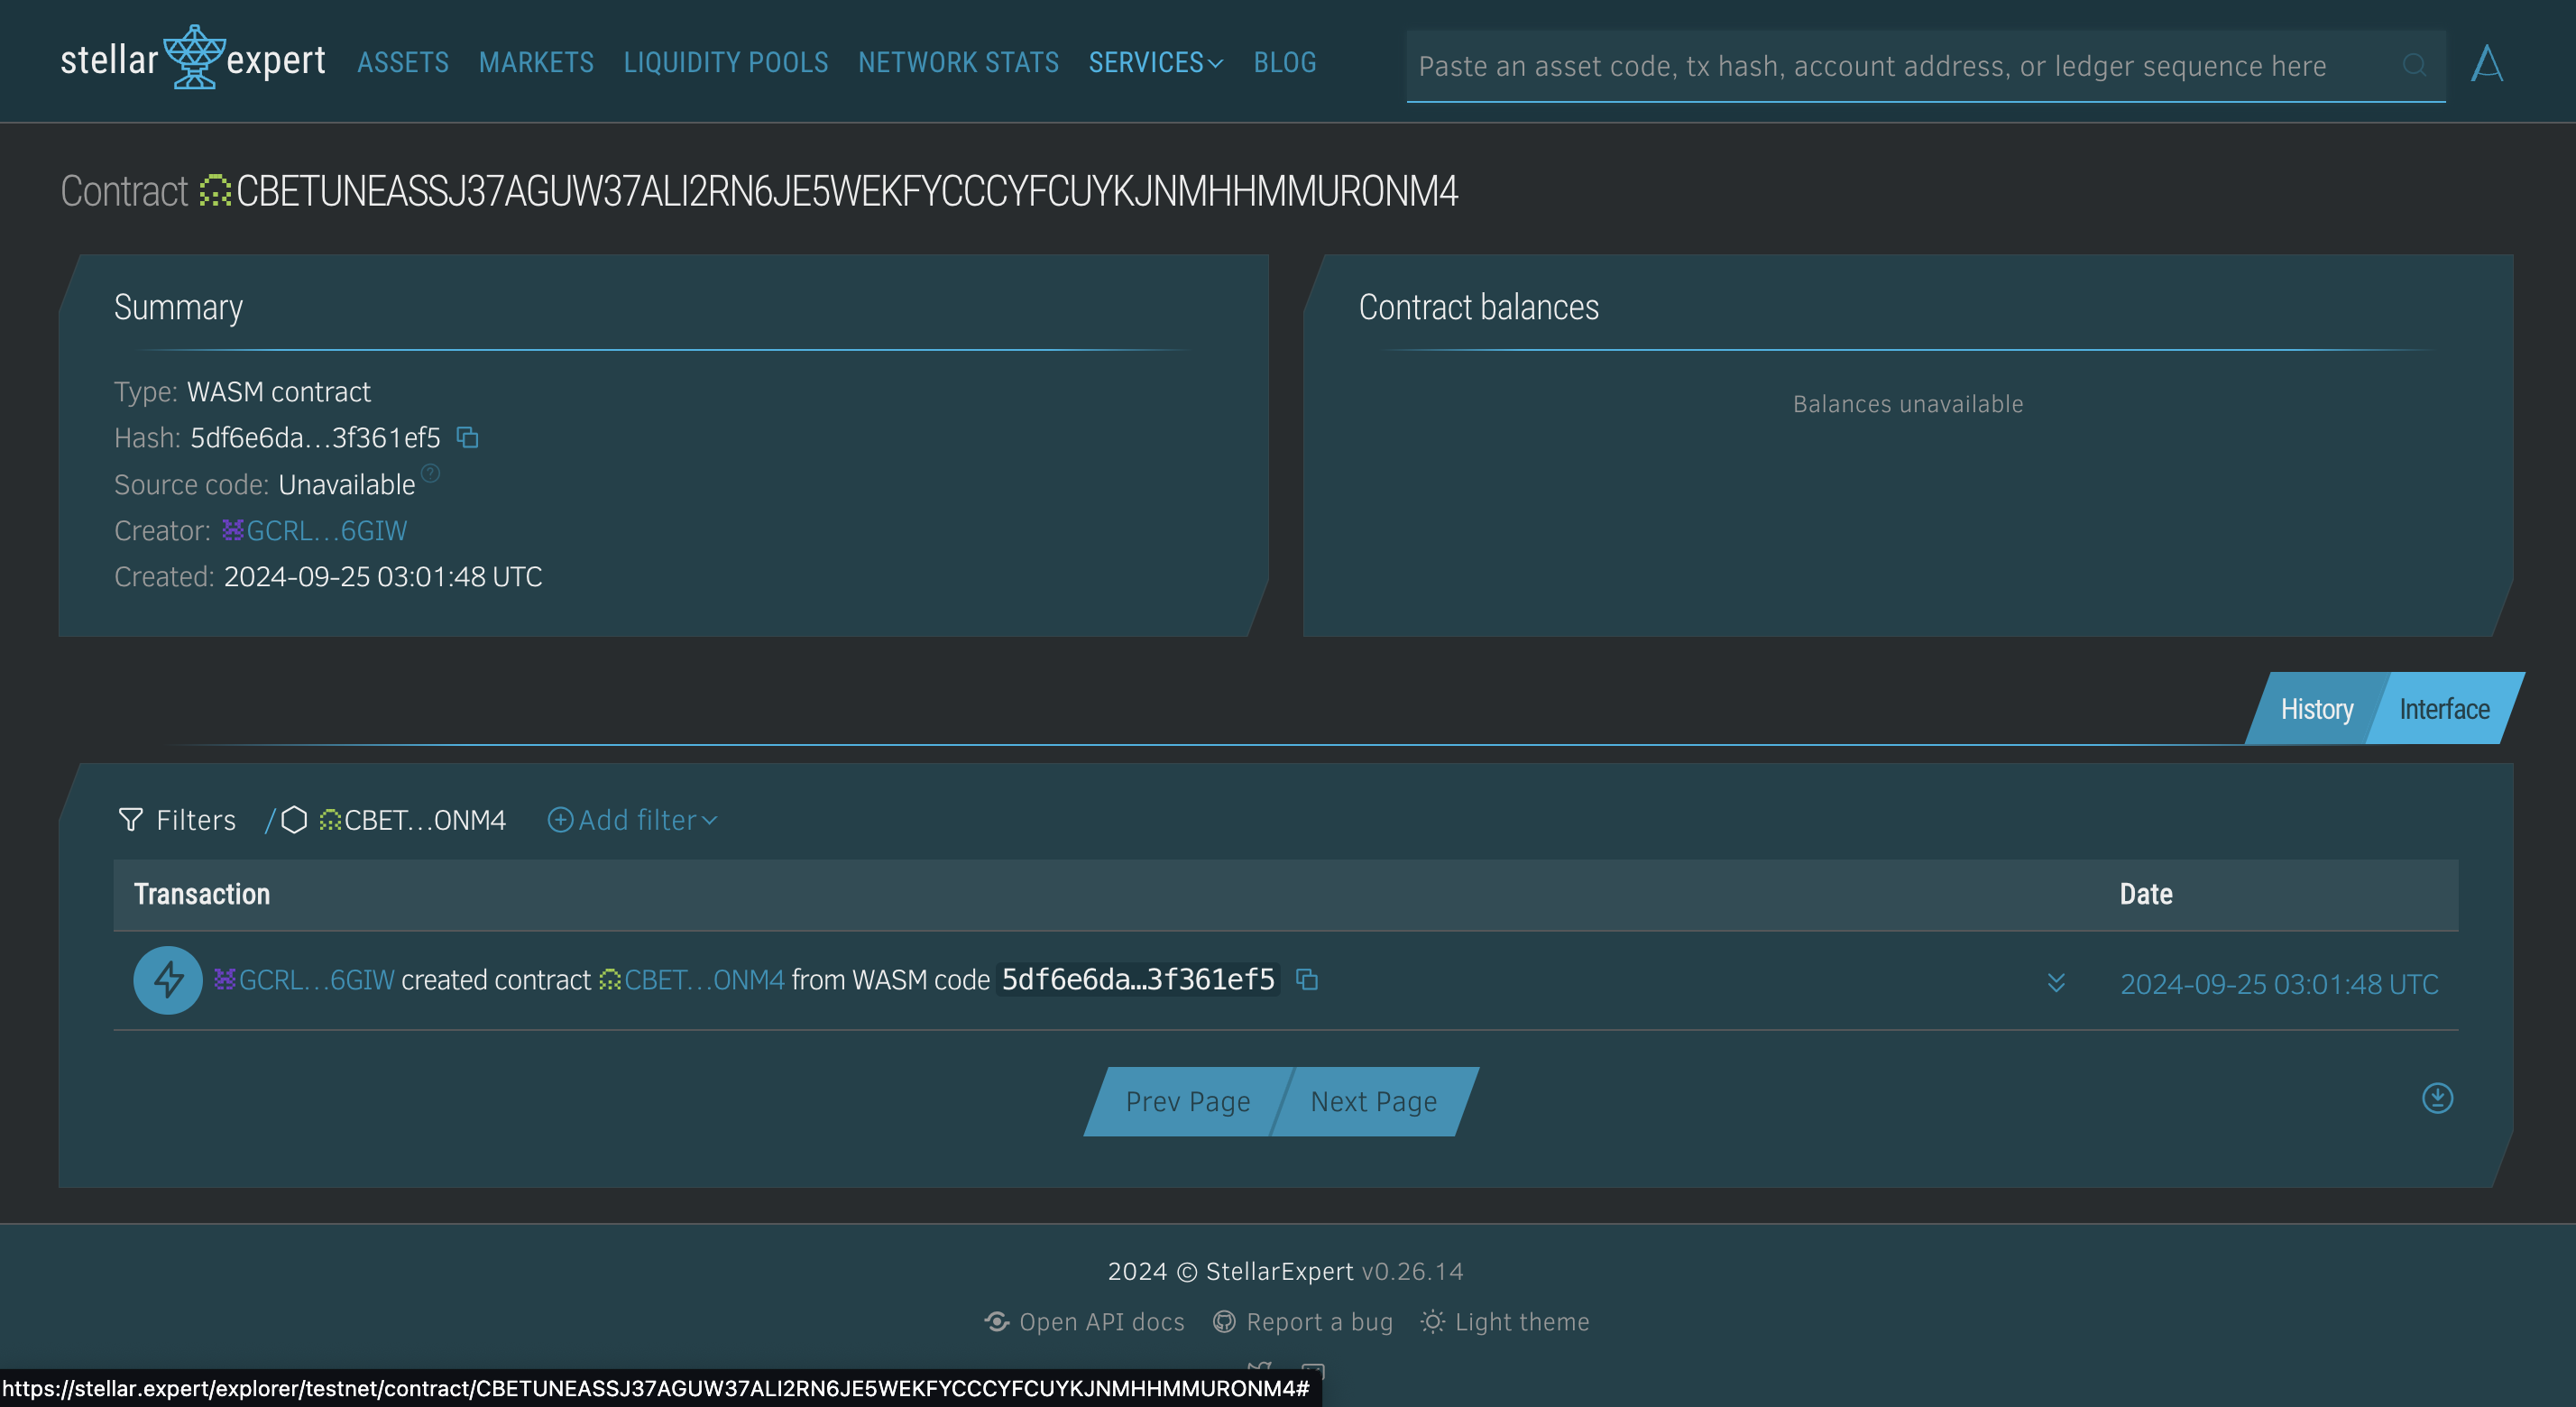 stellar expert ASSETS MARKETS LIQUIDITY POOLS NETWORK STATS SERVICES BLOG Paste an asset code, tx hash, account address, or ledger sequence here
Contract CBETUNEASSJ37AGUW37ALI2RN6JE5WEKFYCCCYFCUYKJNMHHMMURONM4
Summary
Type: WASM contract
Hash: 5df6e6da…3f361ef5
Source code: Unavailable ?
Creator: GCRL…6GIW
Created: 2024-09-25 03:01:48 UTC
Contract balances
Balances unavailable
History Interface
Filters / CBET…ONM4 Add filter
Transaction Date
GCRL…6GIW created contract CBET…ONM4 from WASM code 5df6e6da…3f361ef5 2024-09-25 03:01:48 UTC
Prev Page Next Page
2024 © StellarExpert v0.26.14
Open API docs Report a bug Light theme
https://stellar.expert/explorer/testnet/contract/CBETUNEASSJ37AGUW37ALI2RN6JE5WEKFYCCCYFCUYKJNMHHMMURONM4#